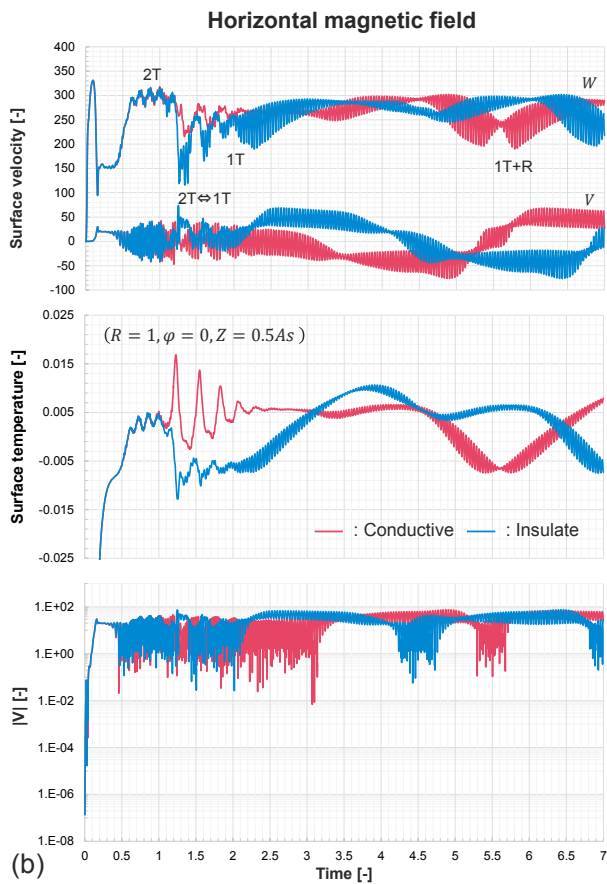 Horizontal magnetic field
Surface velocity [-]
400
350
300
250
200
150
100
50
0
-50
-100
2T
W
1T
1T+R
2T⇔1T
V
Surface temperature [-]
0.025
0.015
0.005
-0.005
-0.015
-0.025
(R = 1, φ = 0, Z = 0.5As)
: Conductive
: Insulate
|V| [-]
1.E+02
1.E+00
1.E-02
1.E-04
1.E-06
1.E-08
0 0.5 1 1.5 2 2.5 3 3.5 4 4.5 5 5.5 6 6.5 7
Time [-]
(b)